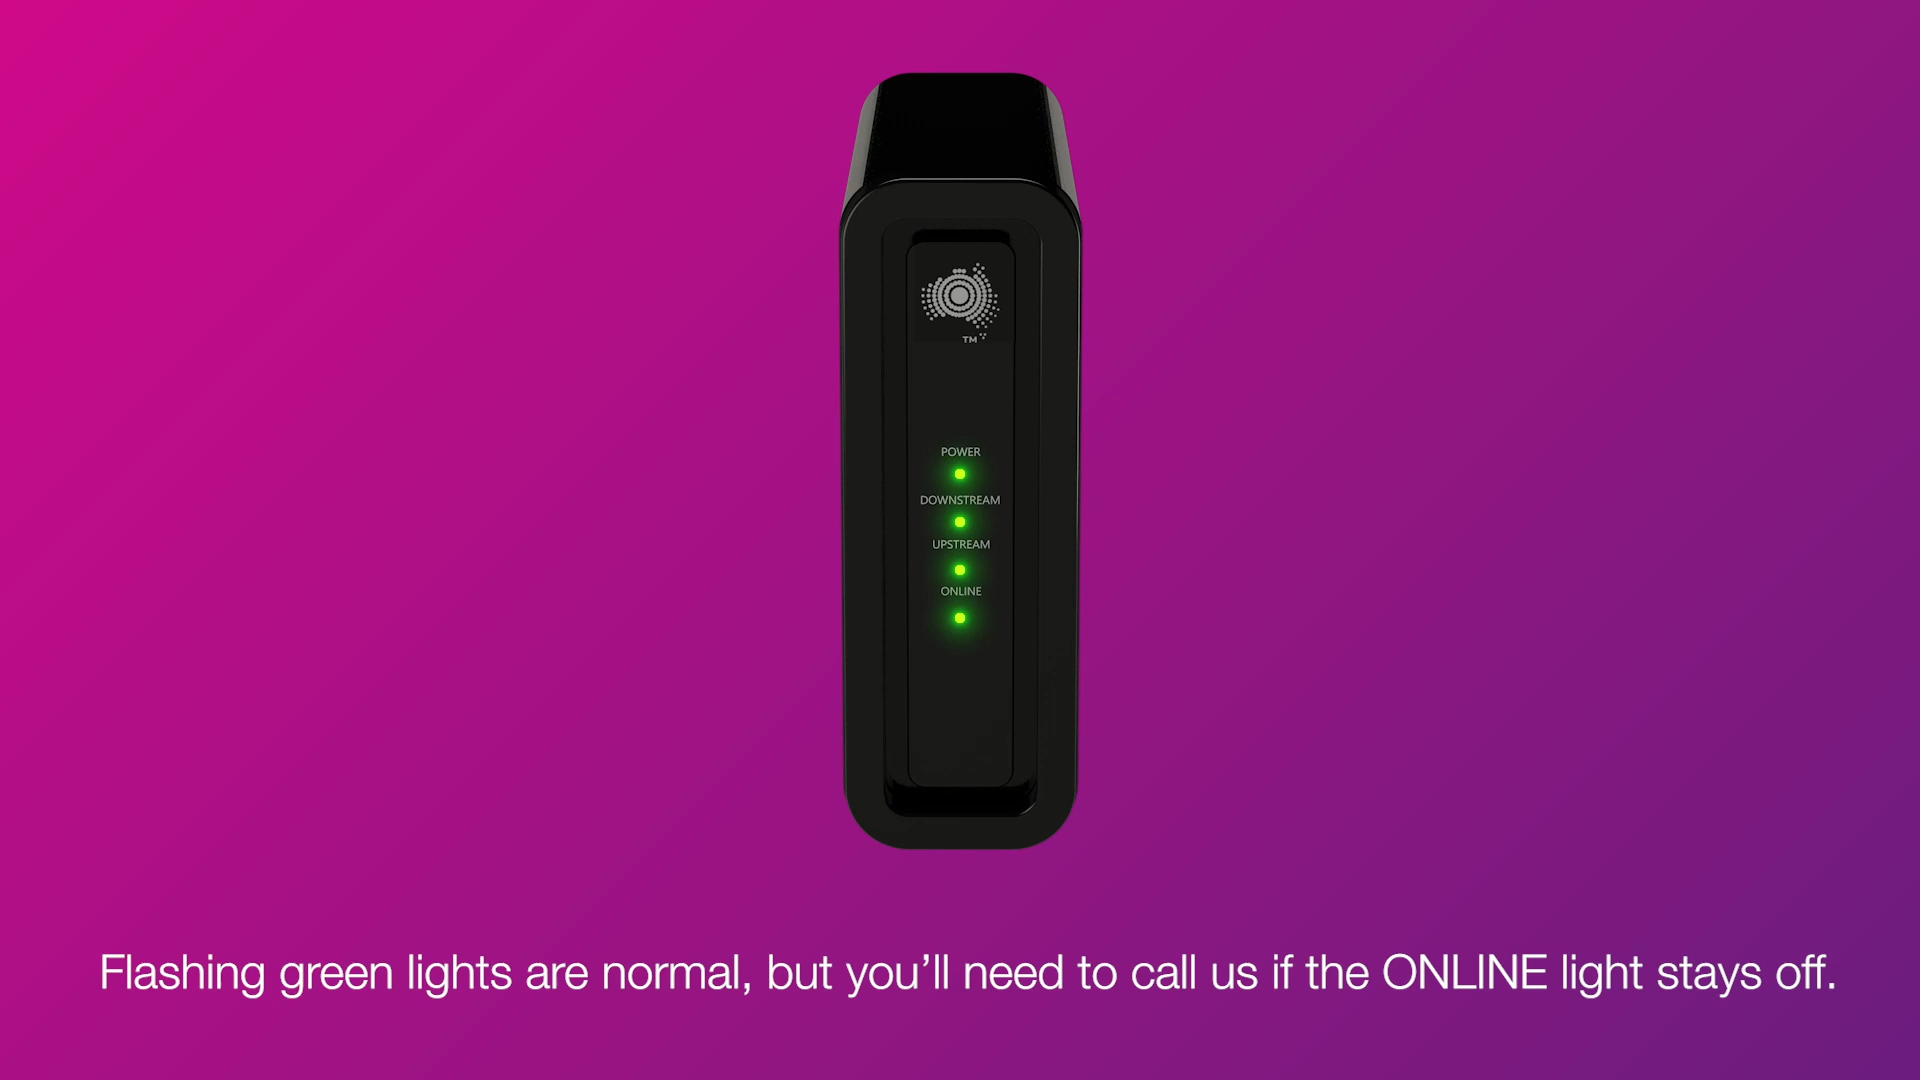 TM
POWER
DOWNSTREAM
UPSTREAM
ONLINE
Flashing green lights are normal, but you’ll need to call us if the ONLINE light stays off.